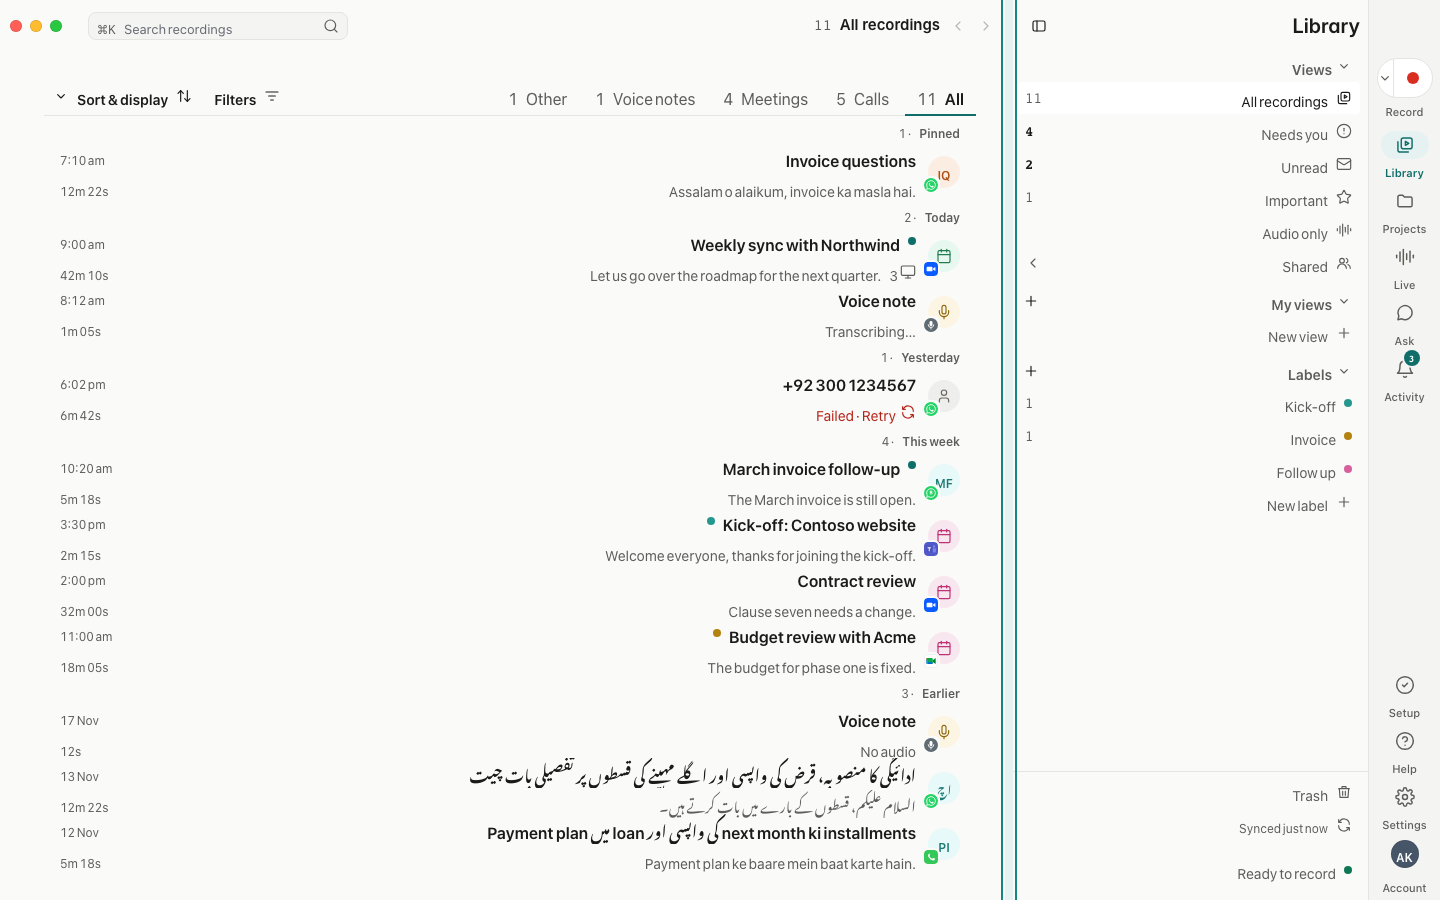 ⌘K Search recordings
11 All recordings
Library
Views
All recordings 11
Needs you 4
Unread 2
Important 1
Audio only
Shared
My views
New view
Labels
Kick-off 1
Invoice 1
Follow up
New label
Trash
Synced just now
Ready to record
Record
Library
Projects
Live
Ask
3
Activity
Setup
Help
Settings
AK
Account
Sort & display
Filters
1 Other
1 Voice notes
4 Meetings
5 Calls
11 All
1 · Pinned
IQ
Invoice questions
7:10 am
Assalam o alaikum, invoice ka masla hai.
12m 22s
2 · Today
Weekly sync with Northwind
9:00 am
Let us go over the roadmap for the next quarter. 3
42m 10s
Voice note
8:12 am
Transcribing...
1m 05s
1 · Yesterday
+92 300 1234567
6:02 pm
Failed · Retry
6m 42s
4 · This week
MF
March invoice follow-up
10:20 am
The March invoice is still open.
5m 18s
Kick-off: Contoso website
3:30 pm
Welcome everyone, thanks for joining the kick-off.
2m 15s
Contract review
2:00 pm
Clause seven needs a change.
32m 00s
Budget review with Acme
11:00 am
The budget for phase one is fixed.
18m 05s
3 · Earlier
Voice note
17 Nov
No audio
12s
اچ
ادائیگی کا منصوبہ، قرض کی واپسی اور اگلے مہینے کی قسطوں پر تفصیلی بات چیت
13 Nov
السلام علیکم، قسطوں کے بارے میں بات کرتے ہیں۔
12m 22s
PI
Payment plan میں loan کی واپسی اور next month ki installments
12 Nov
Payment plan ke baare mein baat karte hain.
5m 18s